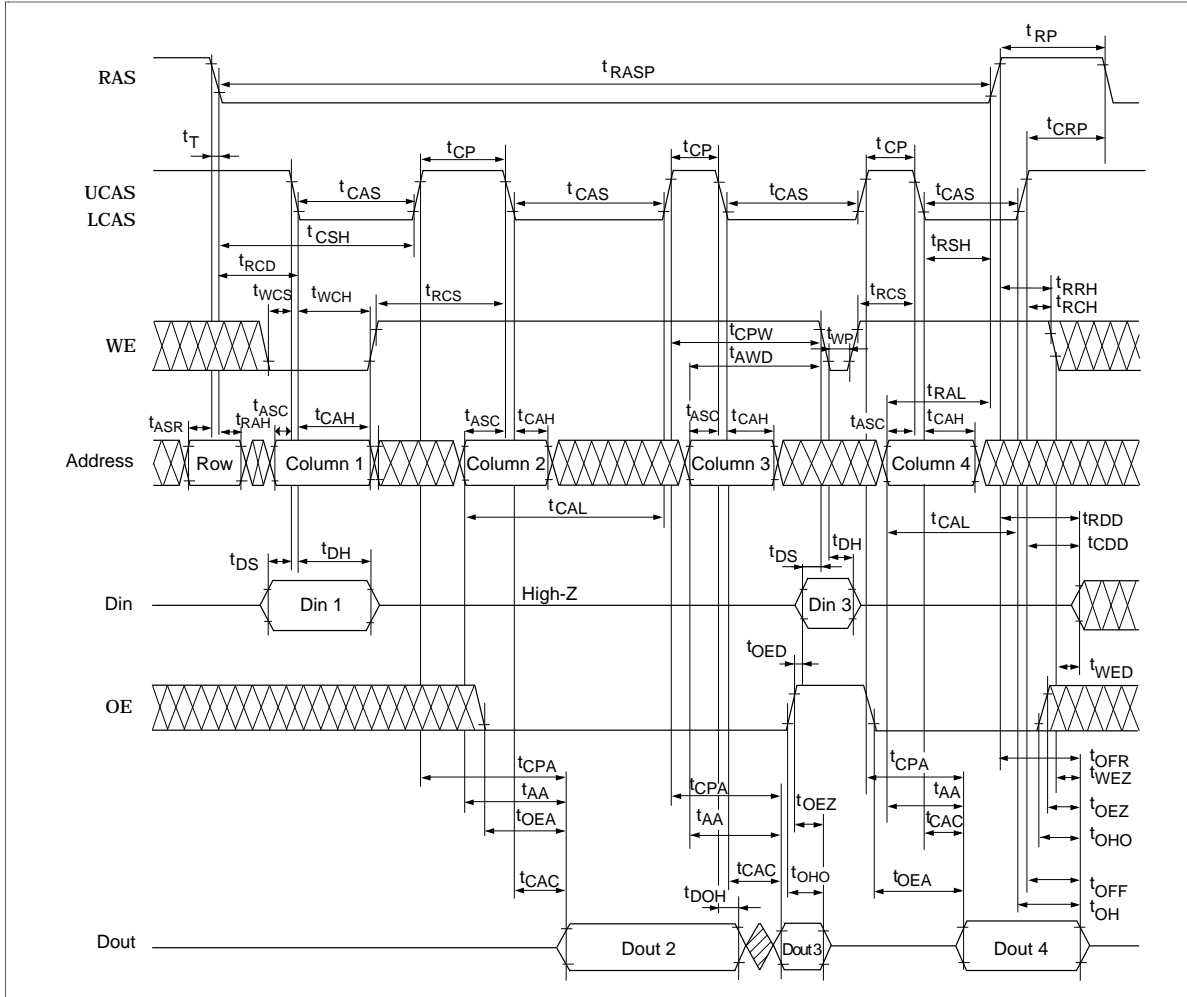 tRP
RAS
tRASP
tT
tCRP
tCP
tCP
tCP
UCAS
LCAS
tCAS
tCAS
tCAS
tCAS
tCSH
tRSH
tRCD
tWCS
tWCH
tRCS
tRCS
tRRH
tRCH
WE
tCPW
tWP
tAWD
tRAL
tASR
tRAH
tASC
tCAH
tASC
tCAH
tASC
tCAH
tASC
tCAH
Address
Row
Column 1
Column 2
Column 3
Column 4
tCAL
tCAL
tRDD
tCDD
tDS
tDH
tDS
tDH
Din
Din 1
High-Z
Din 3
tOED
tWED
OE
tCPA
tAA
tOEA
tCAC
tCPA
tAA
tCAC
tDOH
tOEZ
tOHO
tCPA
tAA
tCAC
tOEA
tOFR
tWEZ
tOEZ
tOHO
tOFF
tOH
Dout
Dout 2
Dout3
Dout 4